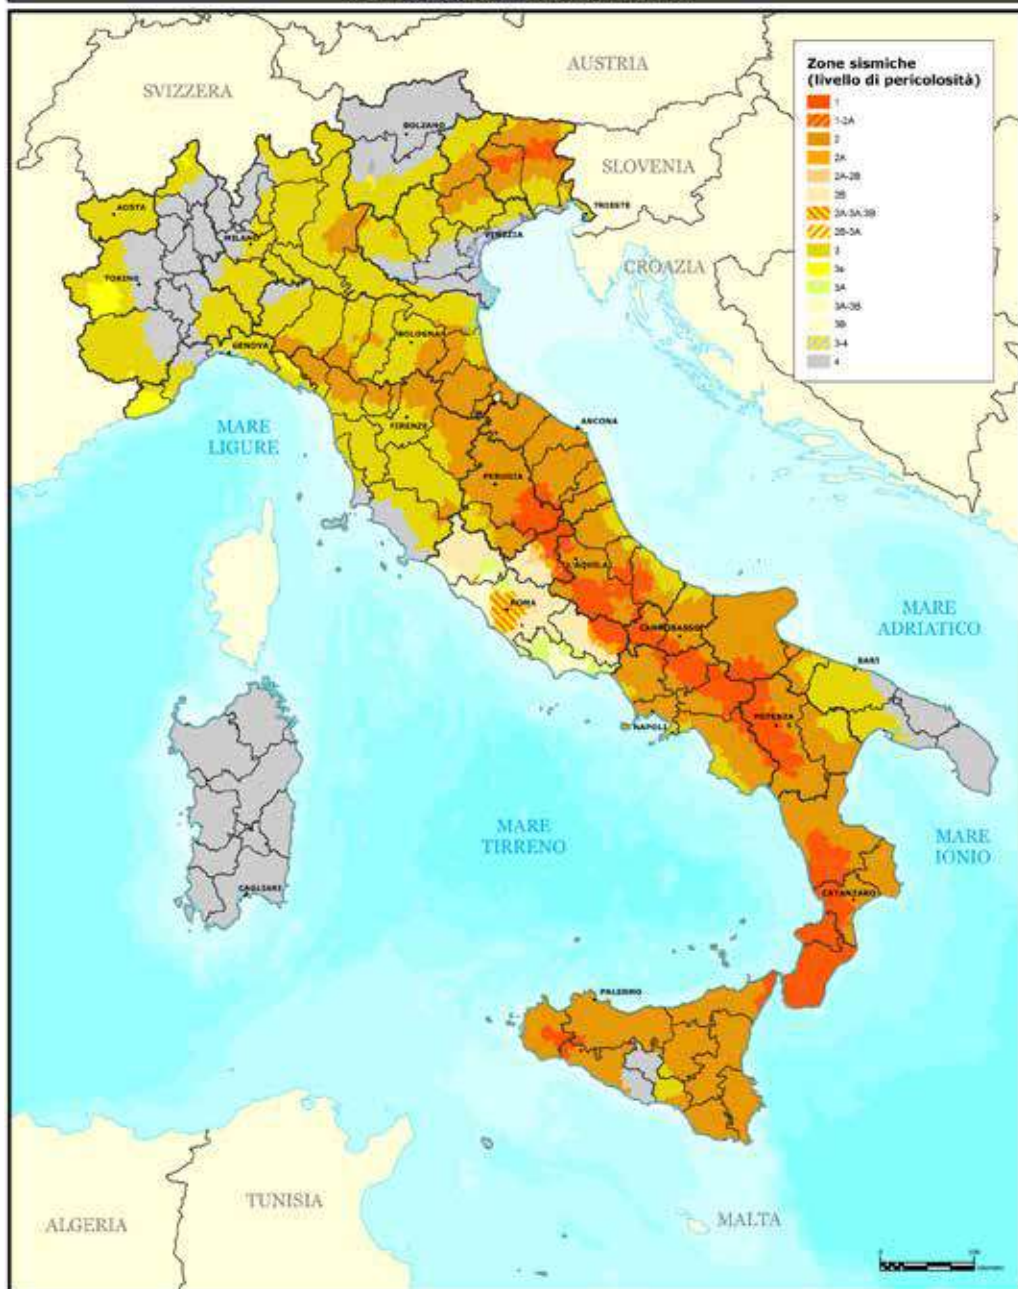 AUSTRIA
SVIZZERA
Zone sismiche
(livello di pericolosità)
1
1-2A
2
2A
2A-2B
2B
2A-3A-3B
2B-3A
3
3s
3A
3A-3B
3B
3-4
4
BOLZANO
SLOVENIA
AOSTA
TRIESTE
MILANO
VENEZIA
CROAZIA
TORINO
BOLOGNA
GENOVA
MARE
LIGURE
FIRENZE
ANCONA
PERUGIA
L'AQUILA
ROMA
MARE
ADRIATICO
CAMPOBASSO
BARI
POTENZA
NAPOLI
MARE
TIRRENO
MARE
IONIO
CAGLIARI
CATANZARO
PALERMO
TUNISIA
ALGERIA
MALTA
0